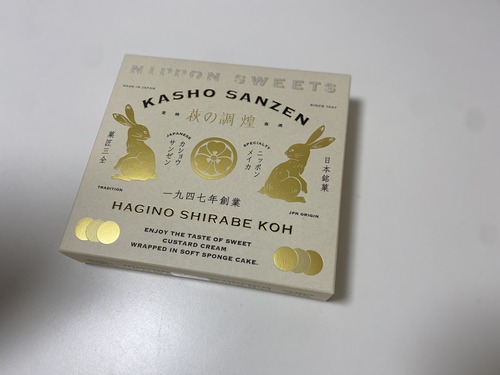 NIPPON SWEETS
MADE IN JAPAN
SINCE 1947
KASHO SANZEN
萩の調 煌
JAPANESE
SPECIALTY
菓匠三全
カショウ
サンゼン
ニッポン
メイカ
日本銘菓
TRADITION
JPN ORIGIN
一九四七年創業
HAGINO SHIRABE KOH
ENJOY THE TASTE OF SWEET
CUSTARD CREAM
WRAPPED IN SOFT SPONGE CAKE.